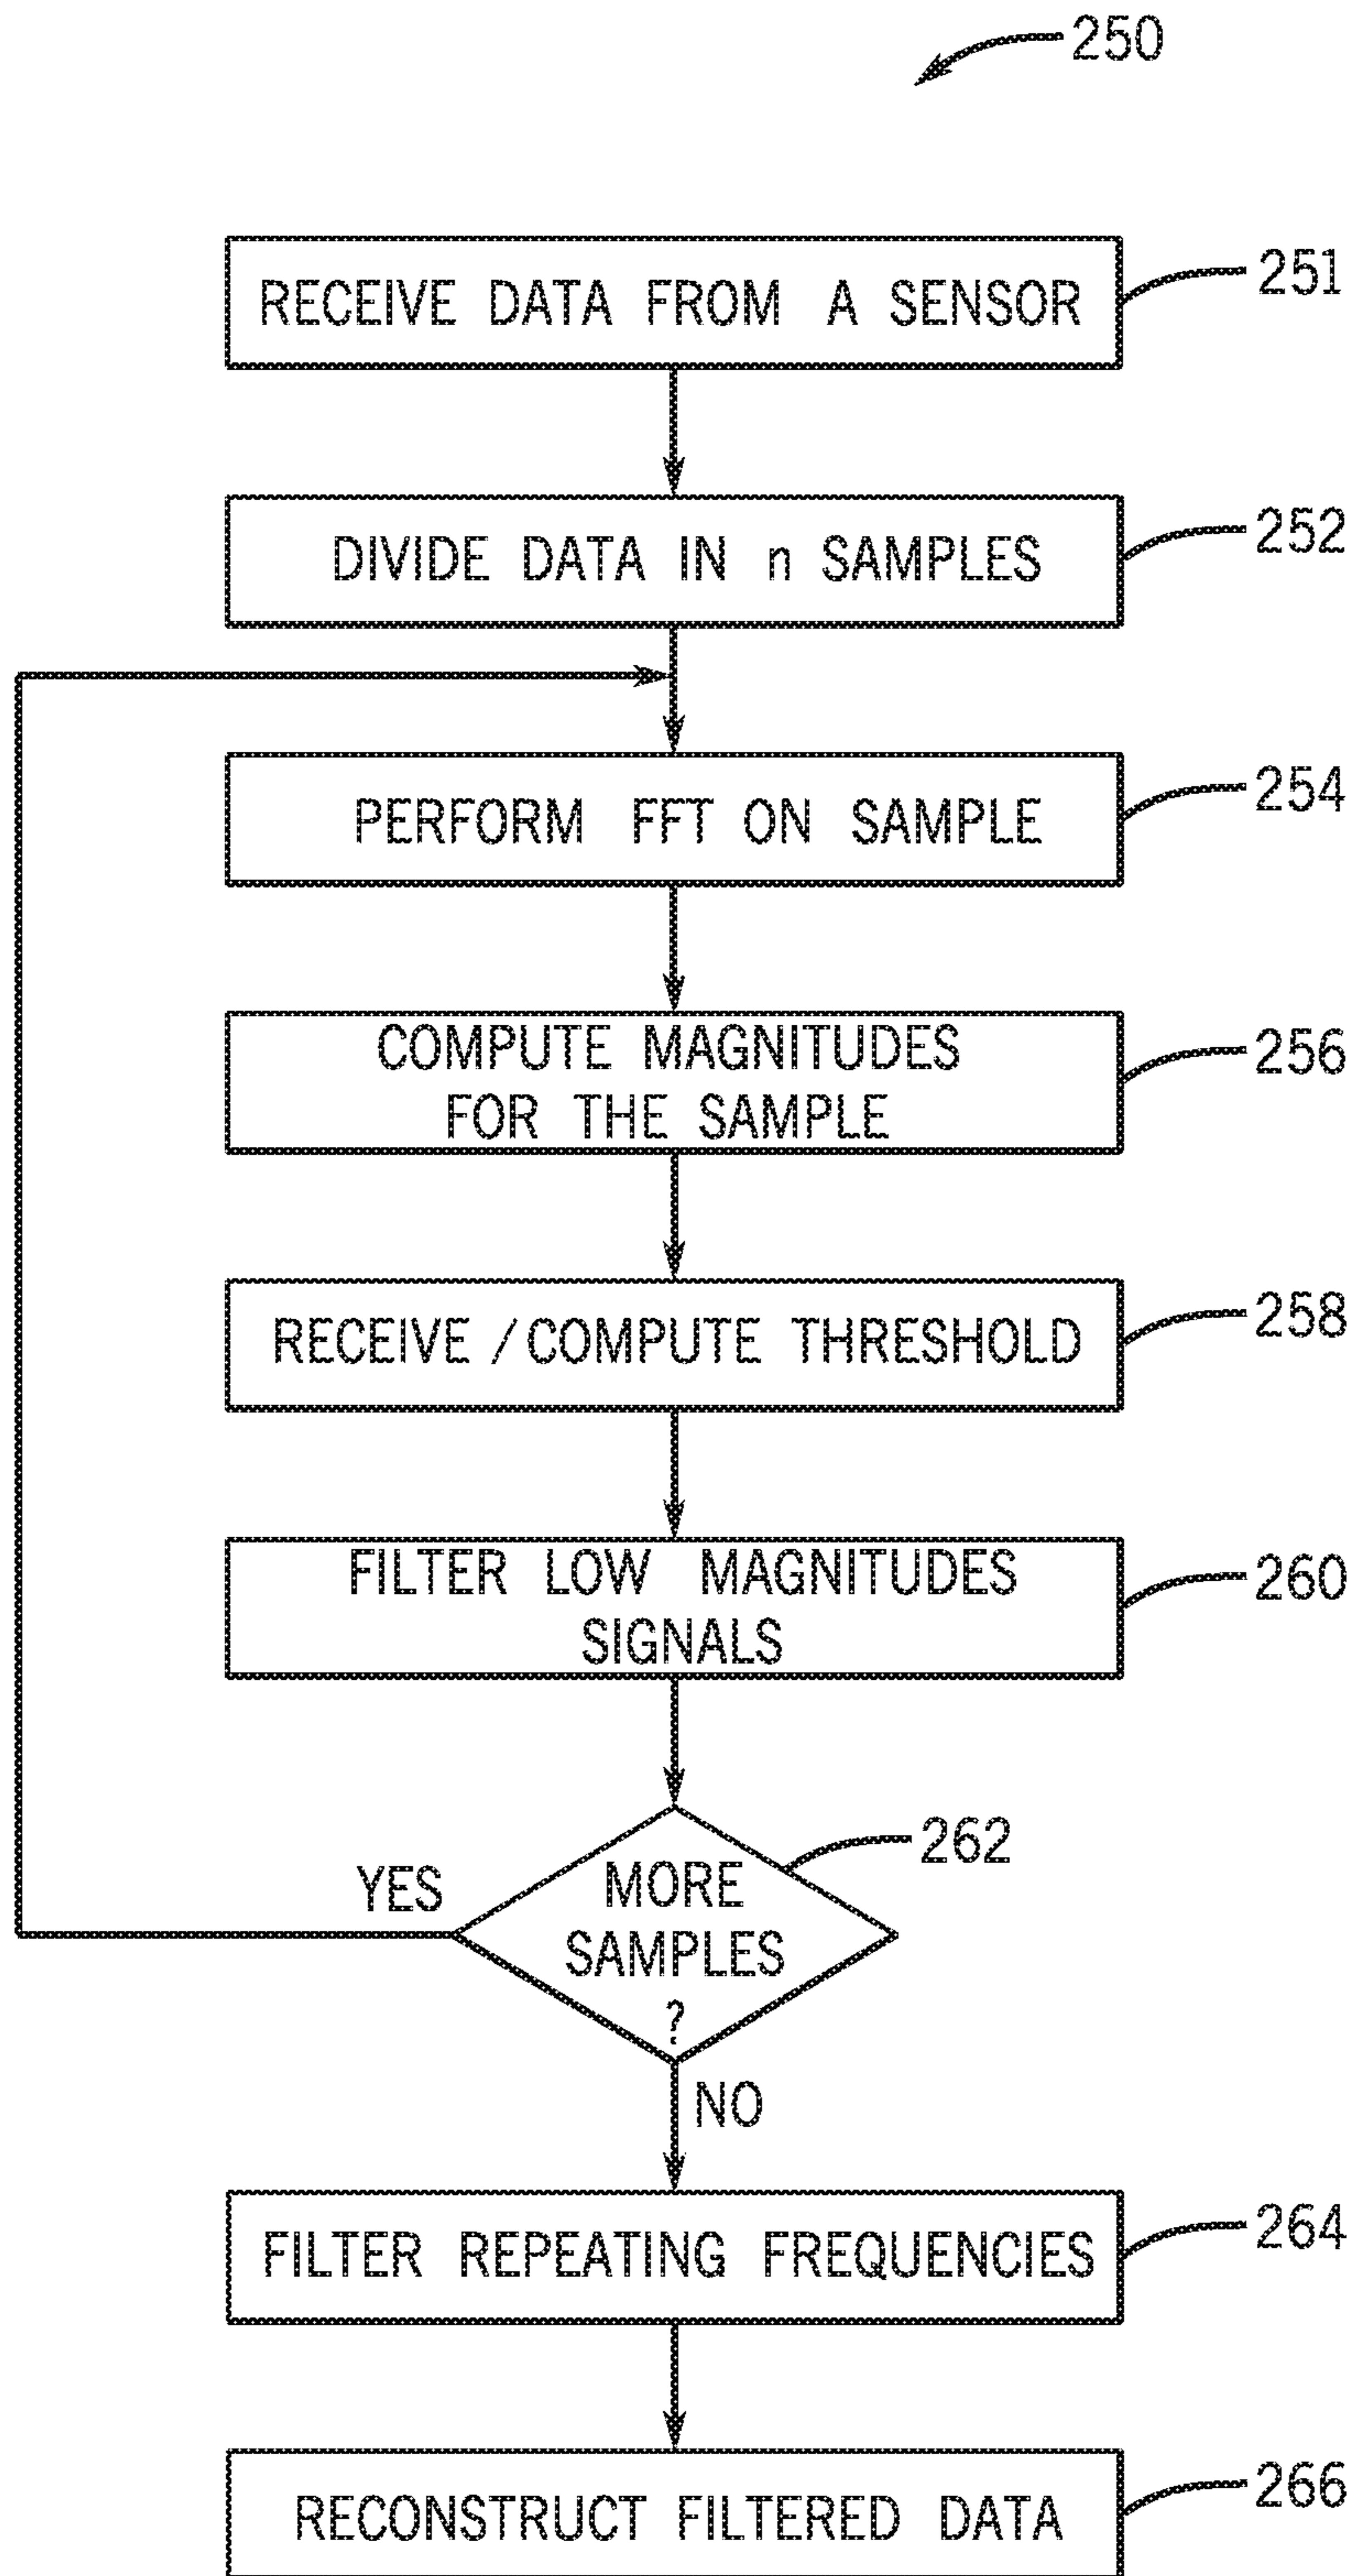 250
RECEIVE DATA FROM A SENSOR
251
DIVIDE DATA IN n SAMPLES
252
PERFORM FFT ON SAMPLE
254
COMPUTE MAGNITUDES
FOR THE SAMPLE
256
RECEIVE / COMPUTE THRESHOLD
258
FILTER LOW MAGNITUDES
SIGNALS
260
262
YES
MORE
SAMPLES
?
NO
FILTER REPEATING FREQUENCIES
264
RECONSTRUCT FILTERED DATA
266